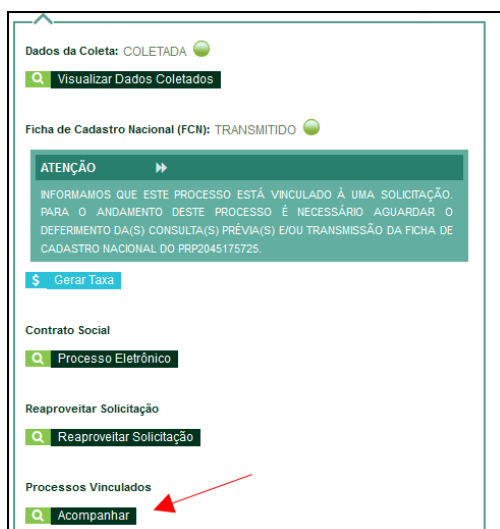 Dados da Coleta: COLETADA
Visualizar Dados Coletados
Ficha de Cadastro Nacional (FCN): TRANSMITIDO
ATENÇÃO
INFORMAMOS QUE ESTE PROCESSO ESTÁ VINCULADO À UMA SOLICITAÇÃO.
PARA O ANDAMENTO DESTE PROCESSO É NECESSÁRIO AGUARDAR O
DEFERIMENTO DA(S) CONSULTA(S) PRÉVIA(S) E/OU TRANSMISSÃO DA FICHA DE
CADASTRO NACIONAL DO PRP2045175725.
$ Gerar Taxa
Contrato Social
Processo Eletrônico
Reaproveitar Solicitação
Reaproveitar Solicitação
Processos Vinculados
Acompanhar